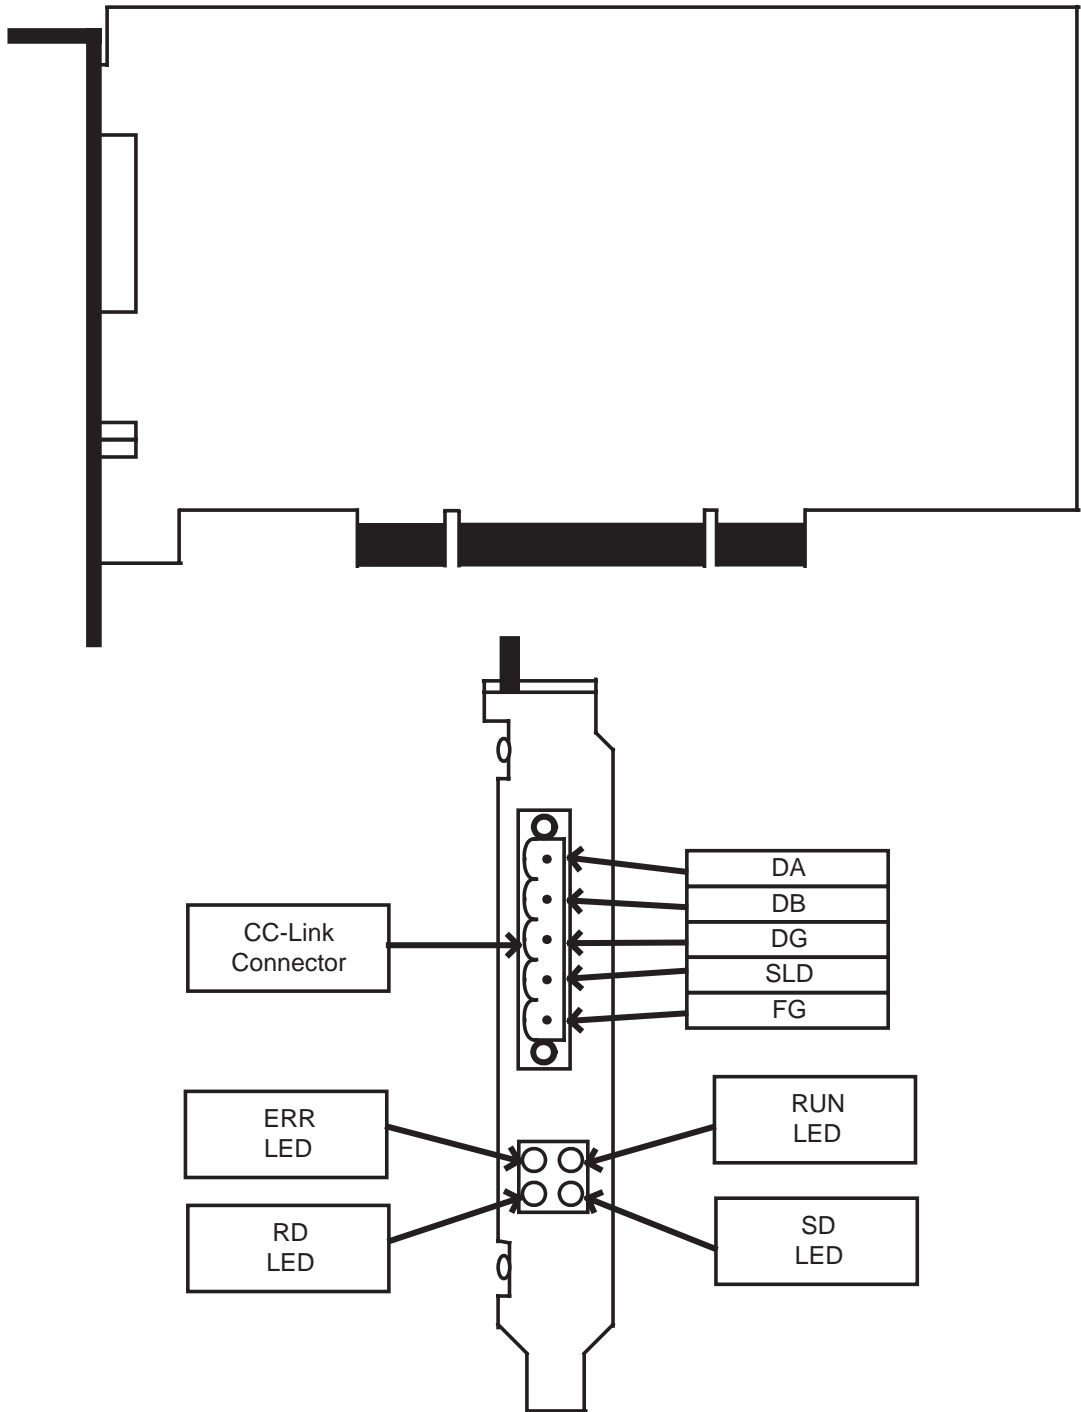 DA
DB
DG
SLD
FG
CC-Link
Connector
ERR
LED
RUN
LED
RD
LED
SD
LED